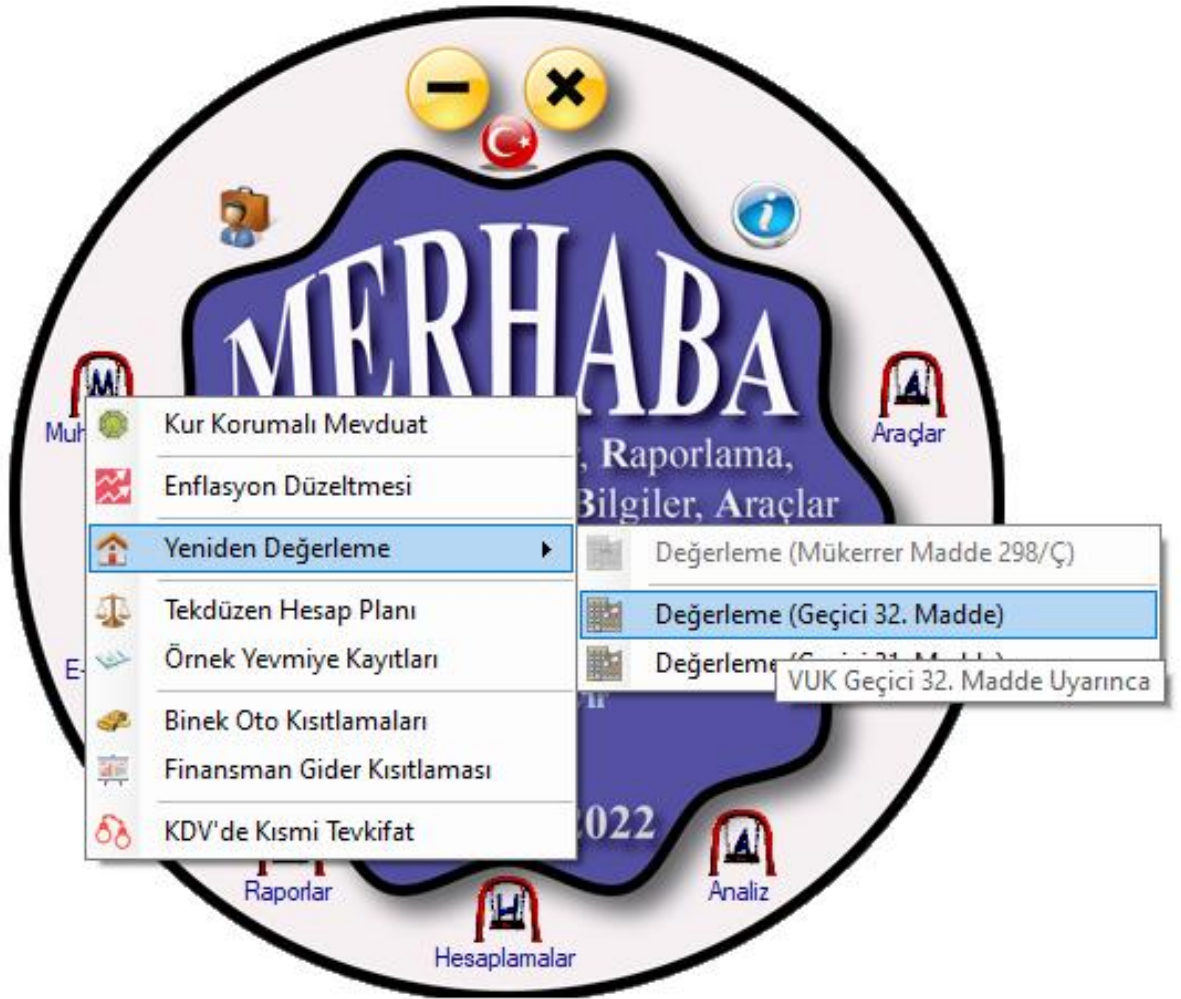 MERHABA
, Raporlama,
Bilgiler, Araçlar
2022
Muh
Araçlar
E-
Raporlar
Hesaplamalar
Analiz
Kur Korumalı Mevduat
Enflasyon Düzeltmesi
Yeniden Değerleme
Tekdüzen Hesap Planı
Örnek Yevmiye Kayıtları
Binek Oto Kısıtlamaları
Finansman Gider Kısıtlaması
KDV'de Kısmi Tevkifat
Değerleme (Mükerrer Madde 298/Ç)
Değerleme (Geçici 32. Madde)
Değerleme
VUK Geçici 32. Madde Uyarınca